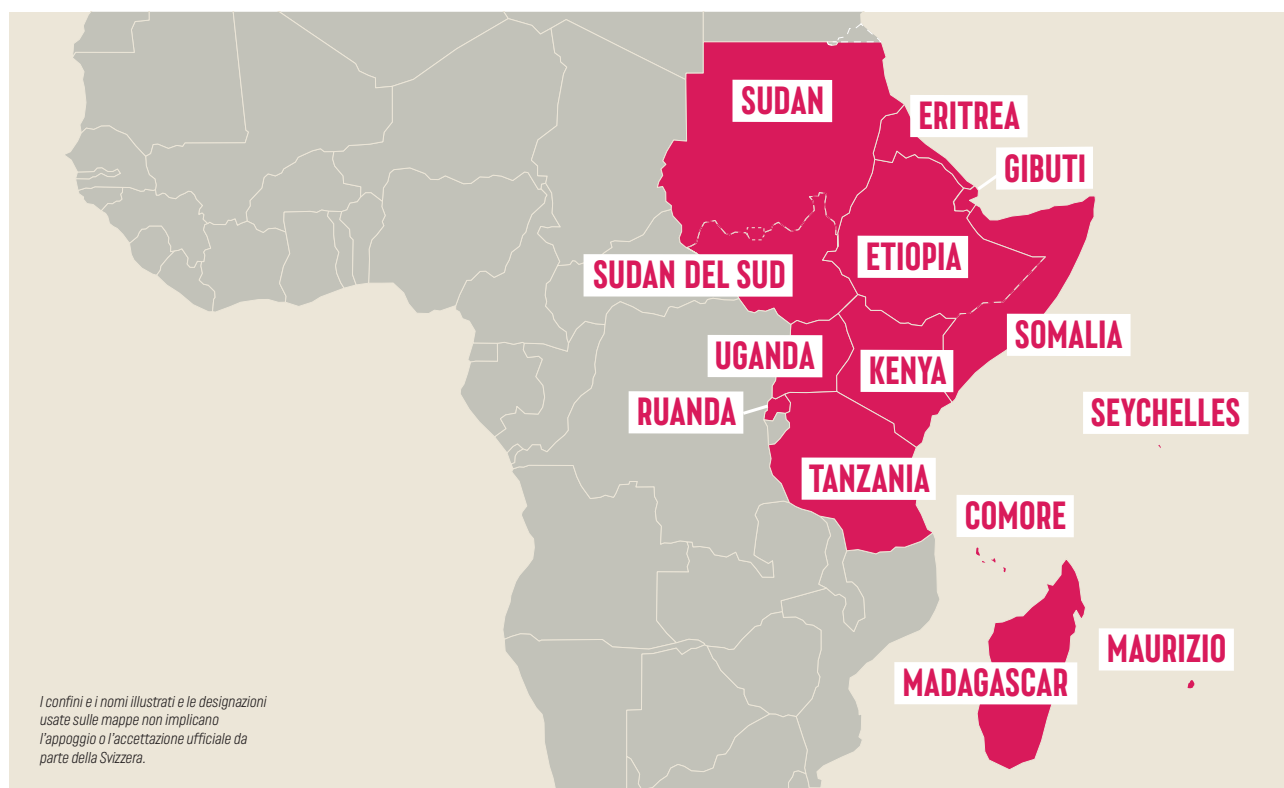 SUDAN
ERITREA
GIBUTI
ETIOPIA
SUDAN DEL SUD
SOMALIA
UGANDA
KENYA
RUANDA
SEYCHELLES
TANZANIA
COMORE
MAURIZIO
MADAGASCAR
I confini e i nomi illustrati e le designazioni
usate sulle mappe non implicano
l'appoggio o l'accettazione ufficiale da
parte della Svizzera.